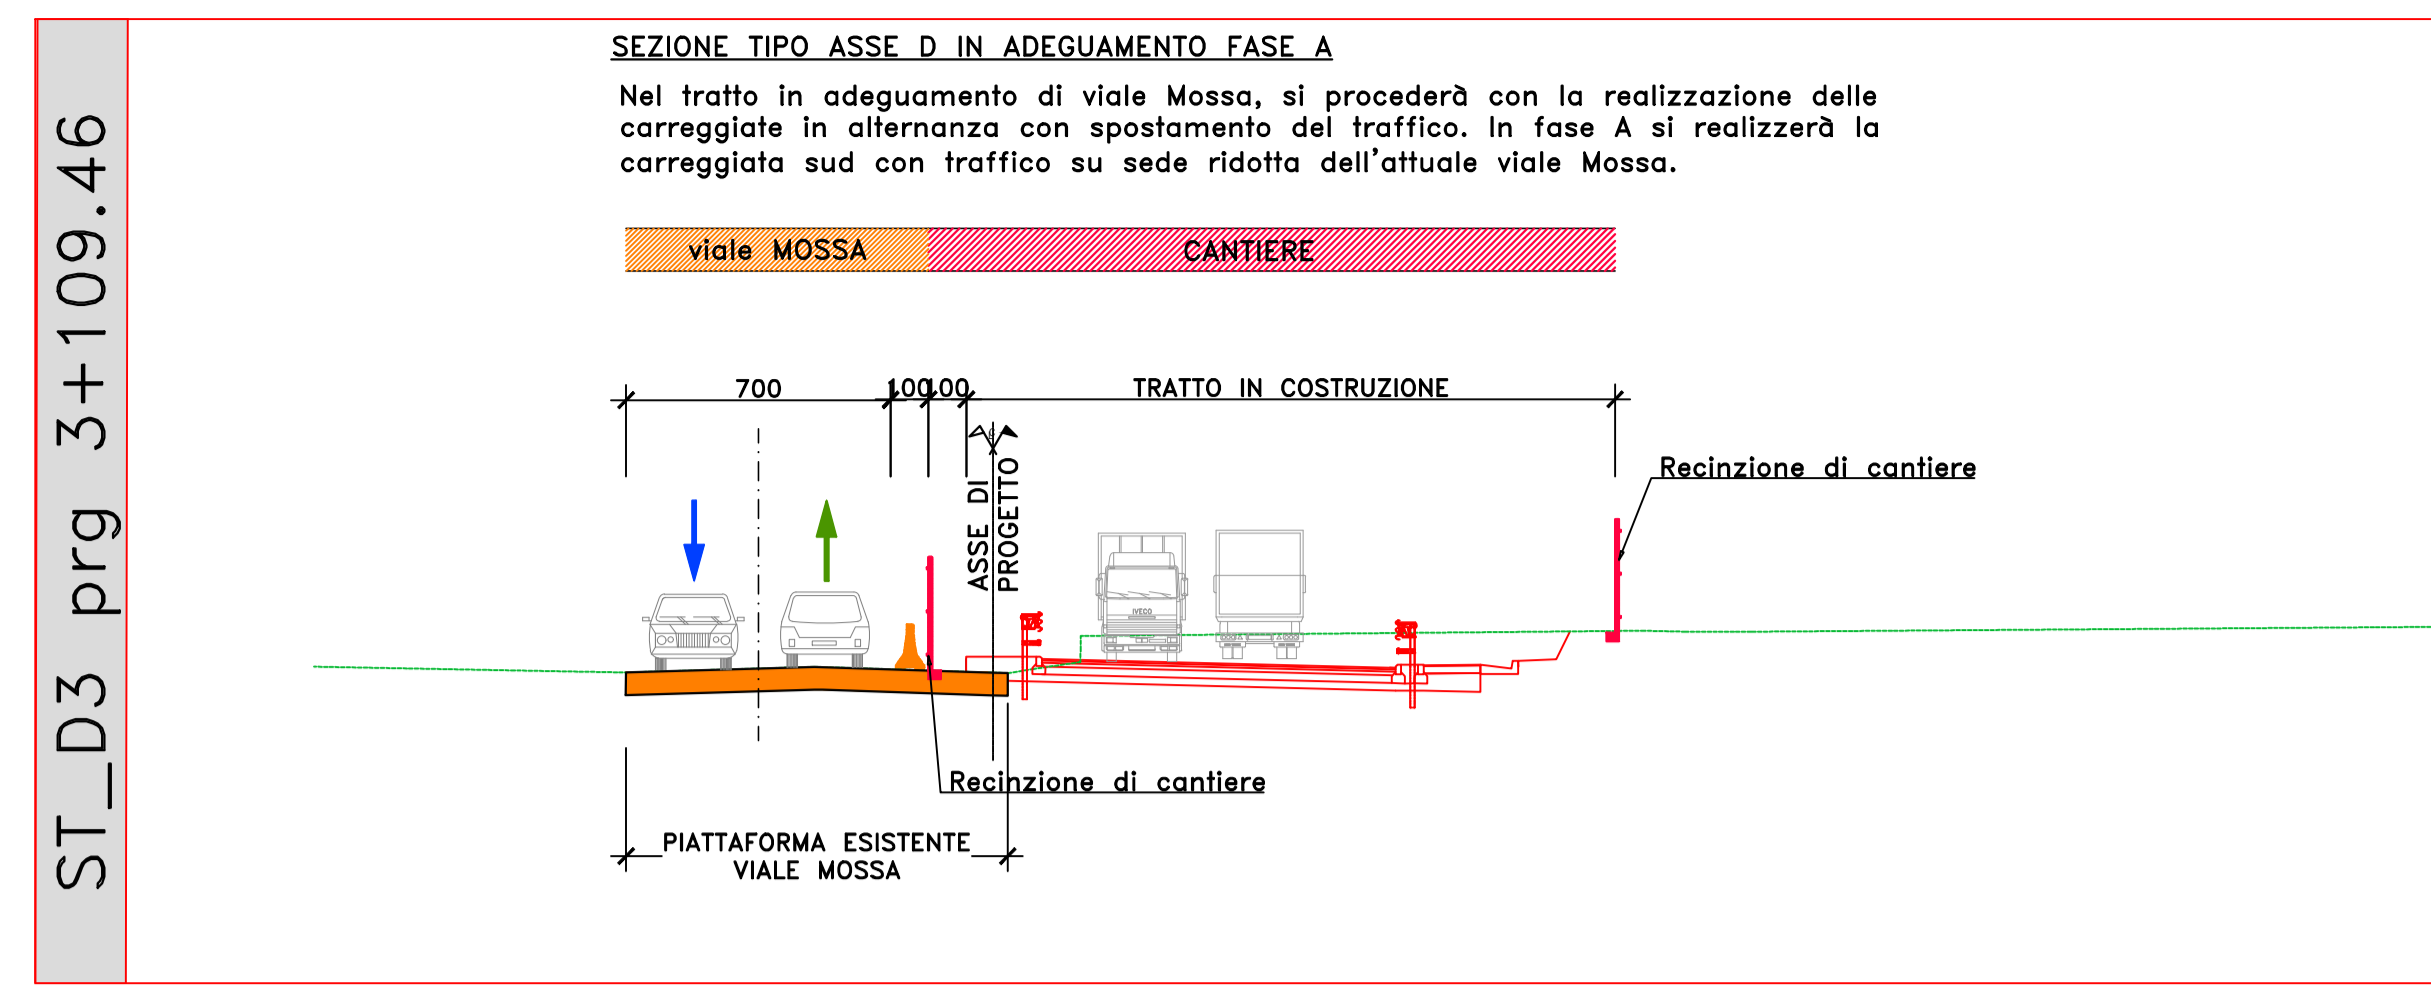 ST_D3 prg 3+109.46
SEZIONE TIPO ASSE D IN ADEGUAMENTO FASE A
Nel tratto in adeguamento di viale Mossa, si procederà con la realizzazione delle
carreggiate in alternanza con spostamento del traffico. In fase A si realizzerà la
carreggiata sud con traffico su sede ridotta dell'attuale viale Mossa.
viale MOSSA
CANTIERE
700
100
100
TRATTO IN COSTRUZIONE
ASSE DI
PROGETTO
Recinzione di cantiere
IVECO
Recinzione di cantiere
PIATTAFORMA ESISTENTE
VIALE MOSSA